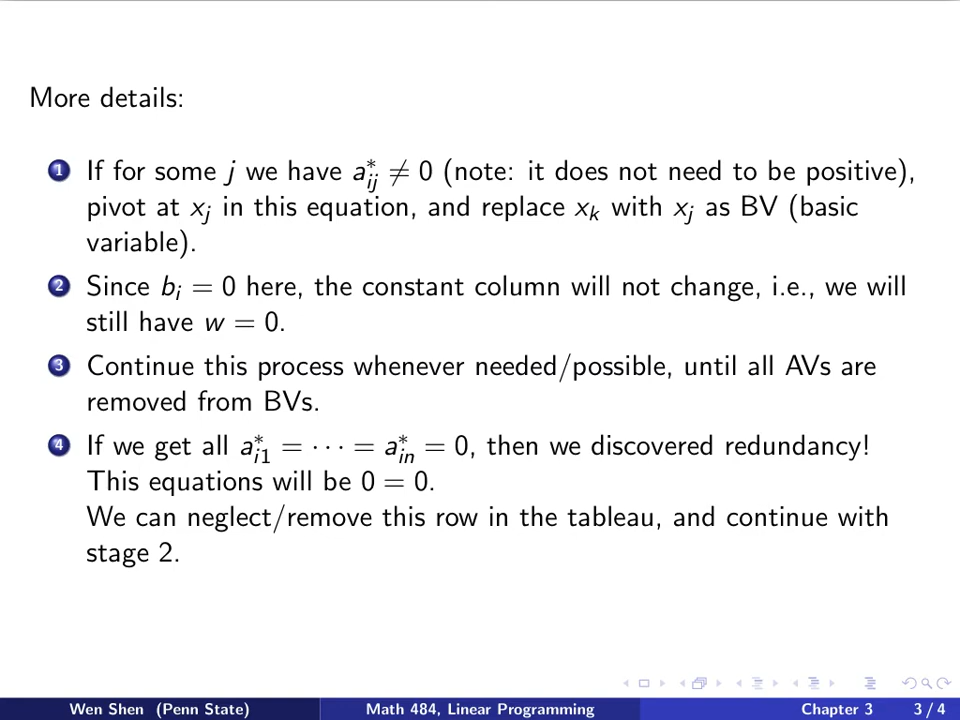 More details:
1 If for some j we have a*ij ≠ 0 (note: it does not need to be positive),
pivot at xj in this equation, and replace xk with xj as BV (basic
variable).
2 Since bi = 0 here, the constant column will not change, i.e., we will
still have w = 0.
3 Continue this process whenever needed/possible, until all AVs are
removed from BVs.
4 If we get all a*i1 = ··· = a*in = 0, then we discovered redundancy!
This equations will be 0 = 0.
We can neglect/remove this row in the tableau, and continue with
stage 2.
Wen Shen (Penn State) Math 484, Linear Programming Chapter 3 3 / 4